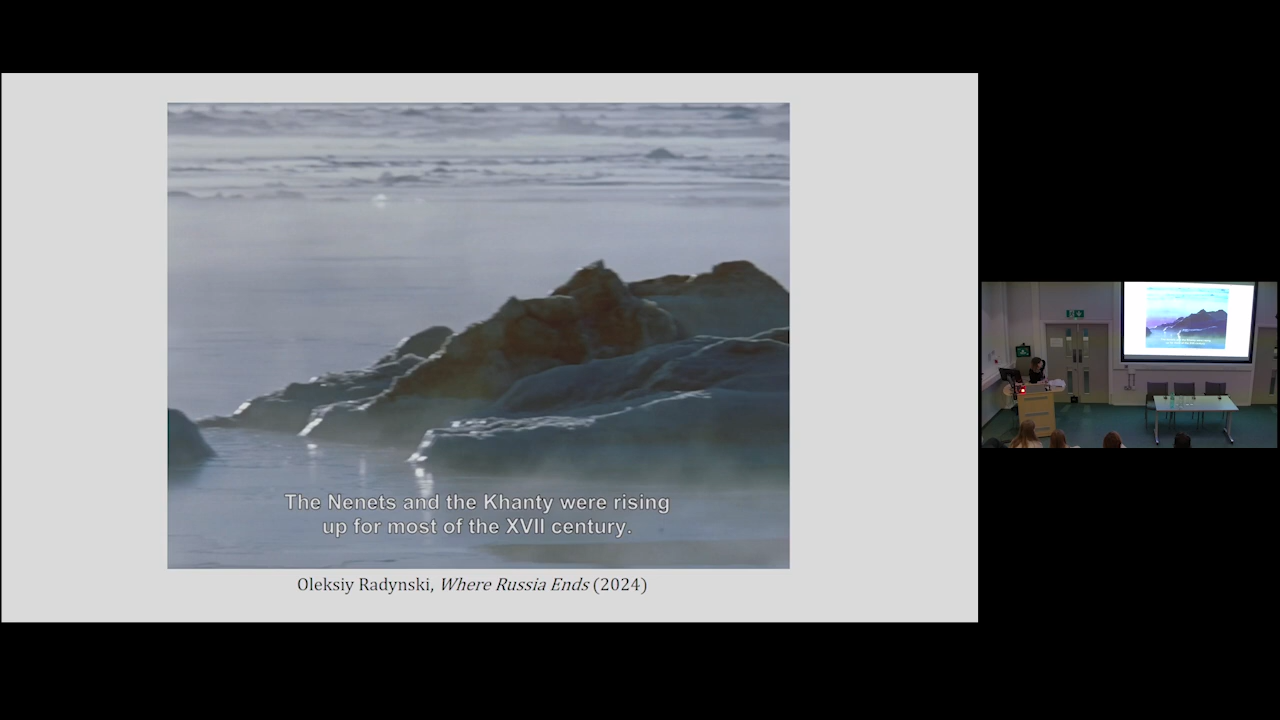 The Nenets and the Khanty were rising
up for most of the XVII century.
Oleksiy Radynski, Where Russia Ends (2024)